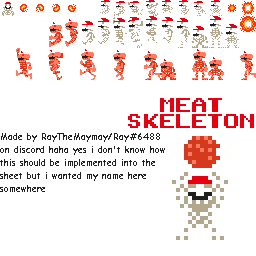 MEAT
SKELETON
Made by RayTheMaymay/Ray#6488
on discord haha yes i don't know how
this should be implemented into the
sheet but i wanted my name here
somewhere